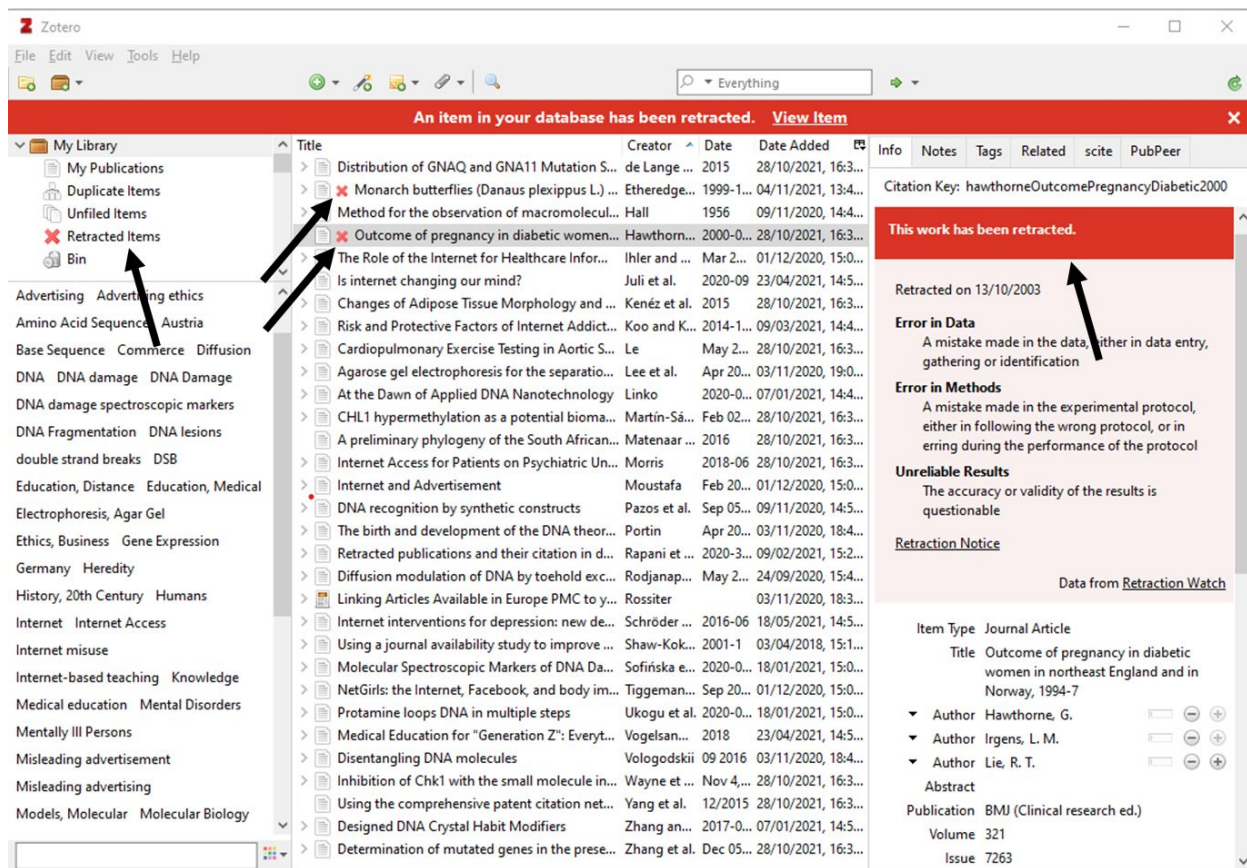 Zotero
File Edit View Tools Help
Everything
An item in your database has been retracted. View Item
My Library
My Publications
Duplicate Items
Unfiled Items
Retracted Items
Bin
Advertising Advertising ethics
Amino Acid Sequence Austria
Base Sequence Commerce Diffusion
DNA DNA damage DNA Damage
DNA damage spectroscopic markers
DNA Fragmentation DNA lesions
double strand breaks DSB
Education, Distance Education, Medical
Electrophoresis, Agar Gel
Ethics, Business Gene Expression
Germany Heredity
History, 20th Century Humans
Internet Internet Access
Internet misuse
Internet-based teaching Knowledge
Medical education Mental Disorders
Mentally Ill Persons
Misleading advertisement
Misleading advertising
Models, Molecular Molecular Biology
Title Creator Date Date Added
Distribution of GNAQ and GNA11 Mutation S... de Lange ... 2015 28/10/2021, 16:3...
Monarch butterflies (Danaus plexippus L.) ... Etheredge... 1999-1... 04/11/2021, 13:4...
Method for the observation of macromolecul... Hall 1956 09/11/2020, 14:4...
Outcome of pregnancy in diabetic women... Hawthorn... 2000-0... 28/10/2021, 16:3...
The Role of the Internet for Healthcare Infor... Ihler and ... Mar 2... 01/12/2020, 15:0...
Is internet changing our mind? Juli et al. 2020-09 23/04/2021, 14:5...
Changes of Adipose Tissue Morphology and ... Kenéz et al. 2015 28/10/2021, 16:3...
Risk and Protective Factors of Internet Addict... Koo and K... 2014-1... 09/03/2021, 14:4...
Cardiopulmonary Exercise Testing in Aortic S... Le May 2... 28/10/2021, 16:3...
Agarose gel electrophoresis for the separatio... Lee et al. Apr 20... 03/11/2020, 19:0...
At the Dawn of Applied DNA Nanotechnology Linko 2020-0... 07/01/2021, 14:4...
CHL1 hypermethylation as a potential bioma... Martín-Sá... Feb 02... 28/10/2021, 16:3...
A preliminary phylogeny of the South African... Matenaar ... 2016 28/10/2021, 16:3...
Internet Access for Patients on Psychiatric Un... Morris 2018-06 28/10/2021, 16:3...
Internet and Advertisement Moustafa Feb 20... 01/12/2020, 15:0...
DNA recognition by synthetic constructs Pazos et al. Sep 05... 09/11/2020, 14:5...
The birth and development of the DNA theor... Portin Apr 20... 03/11/2020, 18:4...
Retracted publications and their citation in d... Rapani et ... 2020-3... 09/02/2021, 15:2...
Diffusion modulation of DNA by toehold exc... Rodjanap... May 2... 24/09/2020, 15:4...
Linking Articles Available in Europe PMC to y... Rossiter 03/11/2020, 18:3...
Internet interventions for depression: new de... Schröder ... 2016-06 18/05/2021, 14:5...
Using a journal availability study to improve ... Shaw-Kok... 2001-1 03/04/2018, 15:1...
Molecular Spectroscopic Markers of DNA Da... Sofińska e... 2020-0... 18/01/2021, 15:0...
NetGirls: the Internet, Facebook, and body im... Tiggeman... Sep 20... 01/12/2020, 15:0...
Protamine loops DNA in multiple steps Ukogu et al. 2020-0... 18/01/2021, 15:0...
Medical Education for "Generation Z": Everyt... Vogelsan... 2018 23/04/2021, 14:5...
Disentangling DNA molecules Vologodskii 09 2016 03/11/2020, 18:4...
Inhibition of Chk1 with the small molecule in... Wayne et ... Nov 4,... 28/10/2021, 16:3...
Using the comprehensive patent citation net... Yang et al. 12/2015 28/10/2021, 16:3...
Designed DNA Crystal Habit Modifiers Zhang an... 2017-0... 07/01/2021, 14:5...
Determination of mutated genes in the prese... Zhang et al. Dec 05... 28/10/2021, 16:3...
Info Notes Tags Related scite PubPeer
Citation Key: hawthorneOutcomePregnancyDiabetic2000
This work has been retracted.
Retracted on 13/10/2003
Error in Data
A mistake made in the data, either in data entry,
gathering or identification
Error in Methods
A mistake made in the experimental protocol,
either in following the wrong protocol, or in
erring during the performance of the protocol
Unreliable Results
The accuracy or validity of the results is
questionable
Retraction Notice
Data from Retraction Watch
Item Type Journal Article
Title Outcome of pregnancy in diabetic
women in northeast England and in
Norway, 1994-7
Author Hawthorne, G.
Author Irgens, L. M.
Author Lie, R. T.
Abstract
Publication BMJ (Clinical research ed.)
Volume 321
Issue 7263